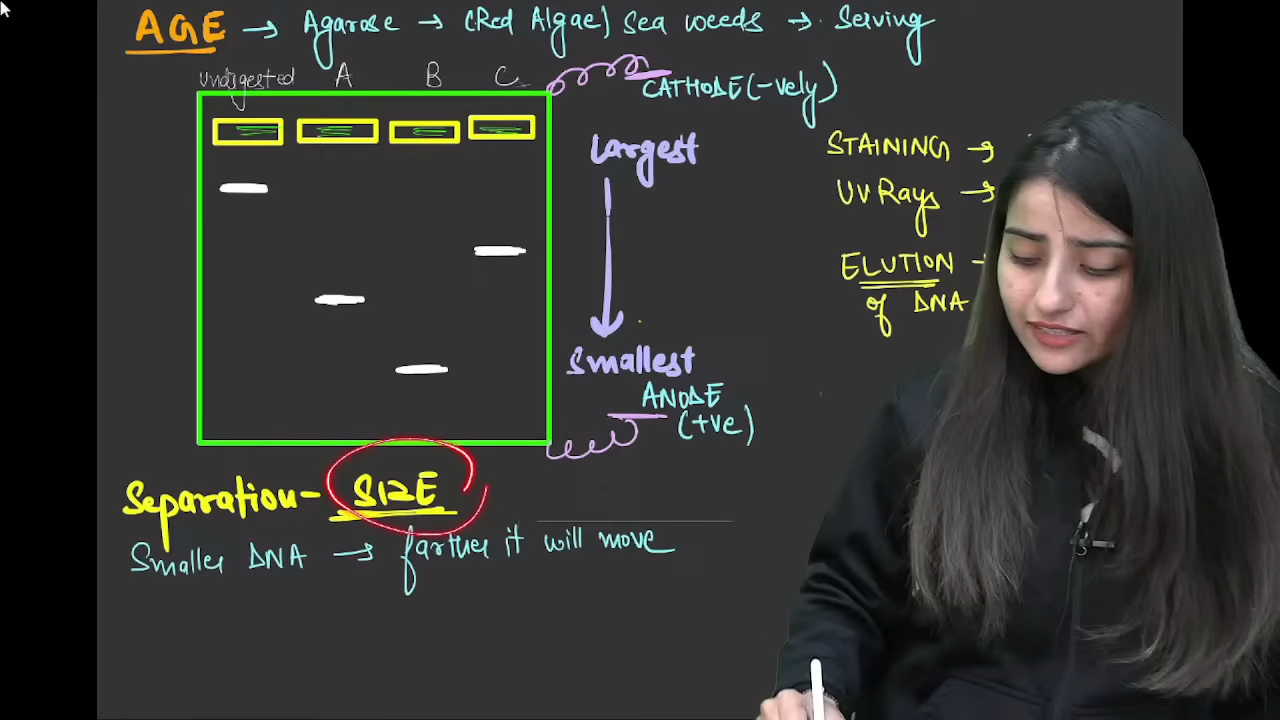 AGE → Agarose → (Red Algae) Sea weeds → Serving
undigested A B C
CATHODE (-vely)
Largest
Smallest
ANODE
(+ve)
STAINING →
UV Rays →
ELUTION -
of DNA
Separation - SIZE
Smaller DNA → farther it will move